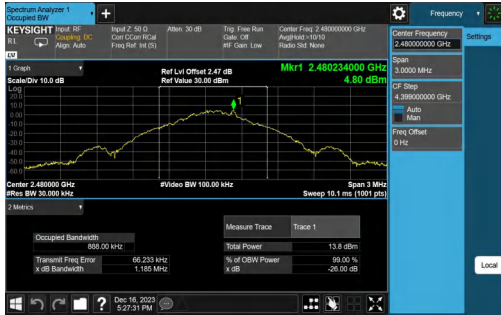 Spectrum Analyzer 1
Occupied BW
+
Frequency
Settings
KEYSIGHT
RL
Input: RF
Coupling: DC
Align: Auto
Input Z: 50 Ω
Corr CCorr RCal
Freq Ref: Int (S)
Atten: 30 dB
Trig: Free Run
Gate: Off
#IF Gain: Low
Center Freq: 2.480000000 GHz
Avg|Hold:>10/10
Radio Std: None
Center Frequency
2.480000000 GHz
Span
3.0000 MHz
CF Step
4.399000000 GHz
Auto
Man
Freq Offset
0 Hz
Local
1 Graph
Scale/Div 10.0 dB
Ref Lvl Offset 2.47 dB
Ref Value 30.00 dBm
Mkr1 2.480234000 GHz
4.80 dBm
Log
20.0
10.0
0.00
-10.0
-20.0
-30.0
-40.0
-50.0
-60.0
1
Center 2.480000 GHz
#Res BW 30.000 kHz
#Video BW 100.00 kHz
Span 3 MHz
Sweep 10.1 ms (1001 pts)
2 Metrics
Measure Trace
Trace 1
Occupied Bandwidth
888.00 kHz
Total Power
13.8 dBm
Transmit Freq Error
66.233 kHz
% of OBW Power
99.00 %
x dB Bandwidth
1.185 MHz
x dB
-26.00 dB
?
Dec 16, 2023
5:27:31 PM